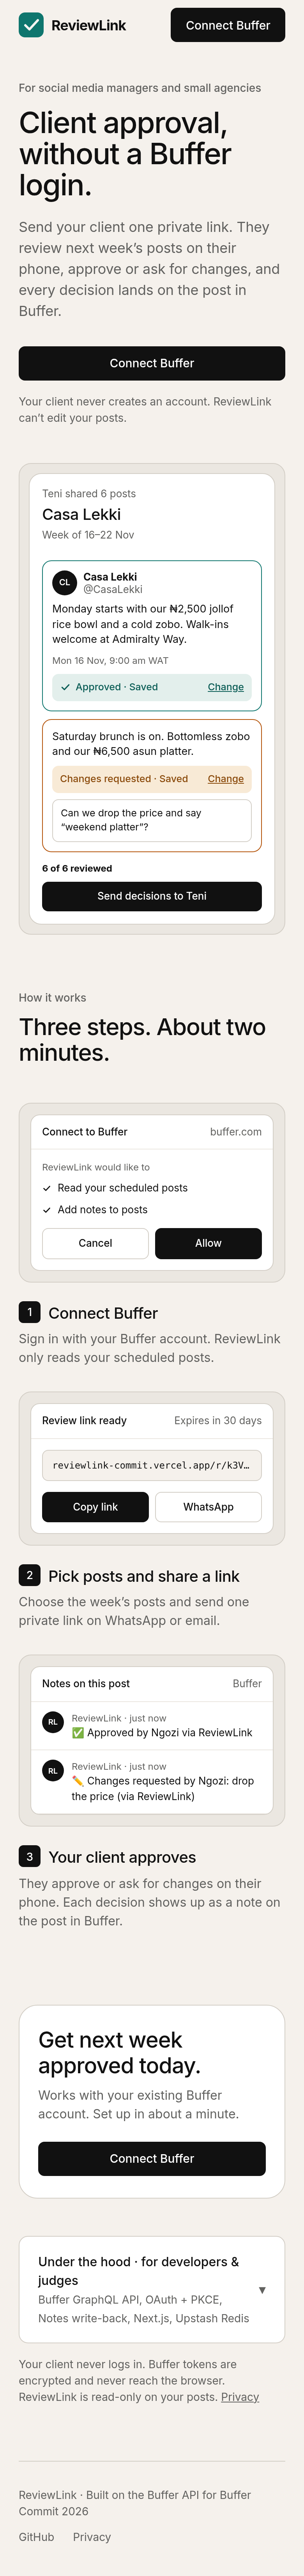 ReviewLink
Connect Buffer
For social media managers and small agencies
Client approval,
without a Buffer
login.
Send your client one private link. They
review next week’s posts on their
phone, approve or ask for changes, and
every decision lands on the post in
Buffer.
Connect Buffer
Your client never creates an account. ReviewLink
can’t edit your posts.
Teni shared 6 posts
Casa Lekki
Week of 16–22 Nov
CL
Casa Lekki
@CasaLekki
Monday starts with our ₦2,500 jollof
rice bowl and a cold zobo. Walk-ins
welcome at Admiralty Way.
Mon 16 Nov, 9:00 am WAT
✓ Approved · Saved
Change
Saturday brunch is on. Bottomless zobo
and our ₦6,500 asun platter.
Changes requested · Saved
Change
Can we drop the price and say
“weekend platter”?
6 of 6 reviewed
Send decisions to Teni
How it works
Three steps. About two
minutes.
Connect to Buffer
buffer.com
ReviewLink would like to
✓ Read your scheduled posts
✓ Add notes to posts
Cancel
Allow
1 Connect Buffer
Sign in with your Buffer account. ReviewLink
only reads your scheduled posts.
Review link ready
Expires in 30 days
reviewlink-commit.vercel.app/r/k3V…
Copy link
WhatsApp
2 Pick posts and share a link
Choose the week’s posts and send one
private link on WhatsApp or email.
Notes on this post
Buffer
RL
ReviewLink · just now
✅ Approved by Ngozi via ReviewLink
RL
ReviewLink · just now
✏️ Changes requested by Ngozi: drop
the price (via ReviewLink)
3 Your client approves
They approve or ask for changes on their
phone. Each decision shows up as a note on
the post in Buffer.
Get next week
approved today.
Works with your existing Buffer
account. Set up in about a minute.
Connect Buffer
Under the hood · for developers &
judges
Buffer GraphQL API, OAuth + PKCE,
Notes write-back, Next.js, Upstash Redis
▼
Your client never logs in. Buffer tokens are
encrypted and never reach the browser.
ReviewLink is read-only on your posts. Privacy
ReviewLink · Built on the Buffer API for Buffer
Commit 2026
GitHub
Privacy